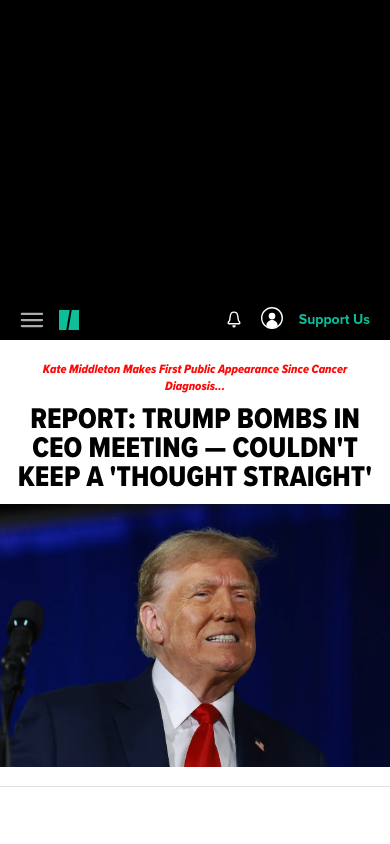 Support Us
Kate Middleton Makes First Public Appearance Since Cancer
Diagnosis...
REPORT: TRUMP BOMBS IN
CEO MEETING — COULDN'T
KEEP A 'THOUGHT STRAIGHT'